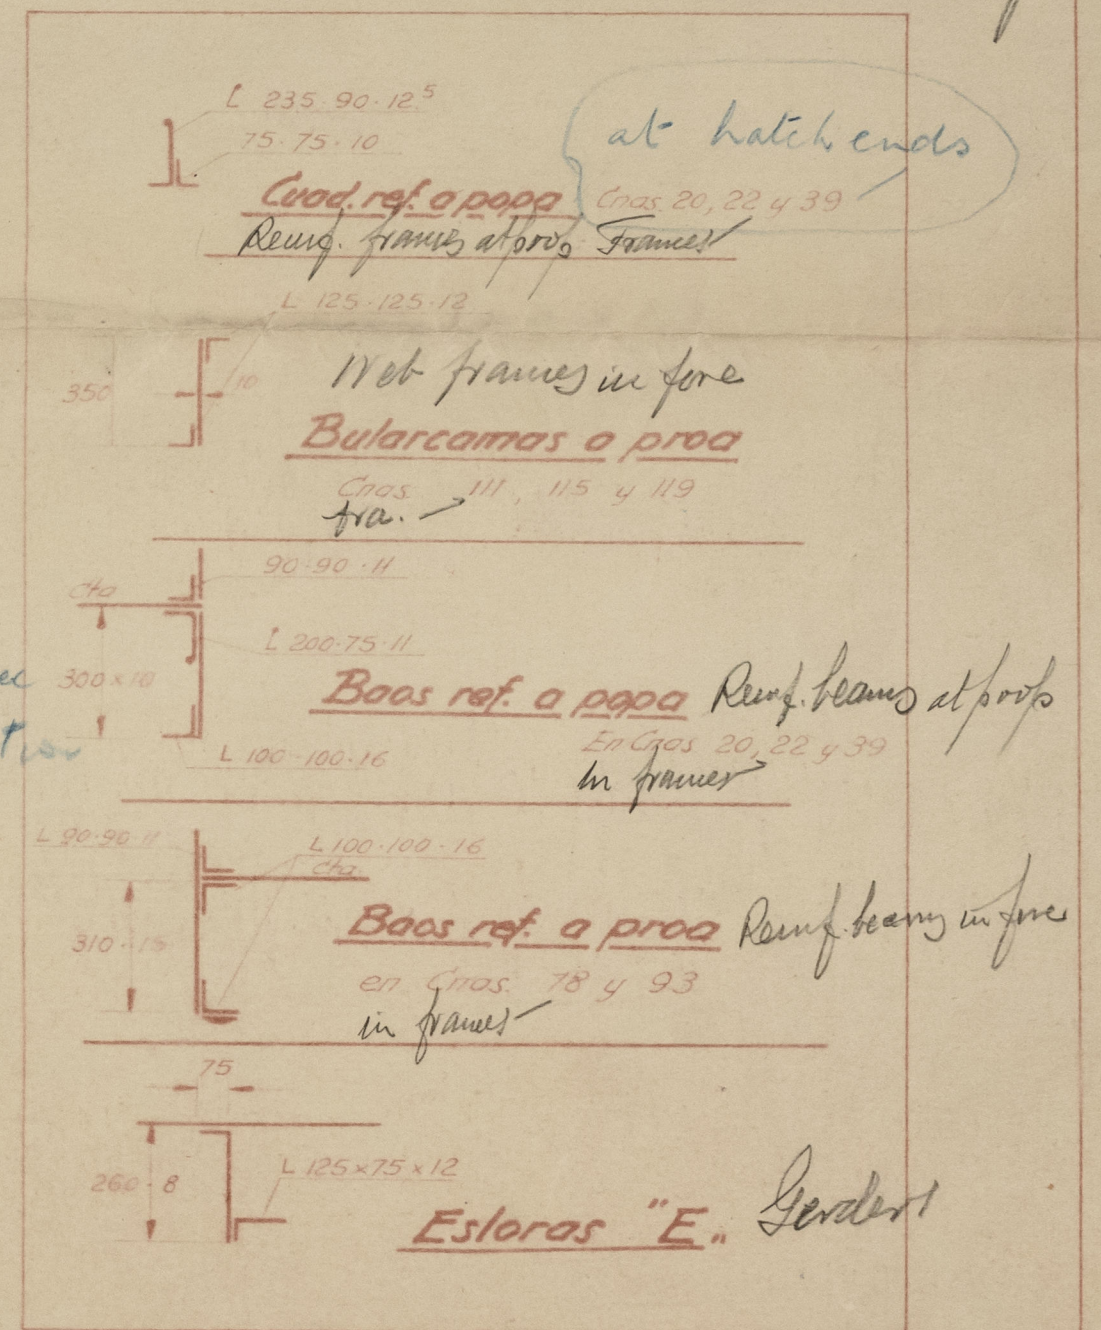 L 235·90·12⁵
75·75·10
at hatch ends
Cuad. ref. a popa Cnas. 20, 22 y 39
Reinf. frames at poop Frames
L 125·125·12
350
10
Web frames in fore
Bularcamas a proa
Cnas. 111, 115 y 119
fra.
90·90·11
Cta
L 200·75·11
300×10
Baos ref. a popa Reinf. beams at poop
En Cnas 20, 22 y 39
L 100·100·16
in frames
L 90·90·11
L 100·100·16
Cta.
310·15
Baos ref. a proa Reinf. beams in fore
en Cnas. 78 y 93
in frames
75
L 125×75×12
260·8
Esloras "E„ Gerders